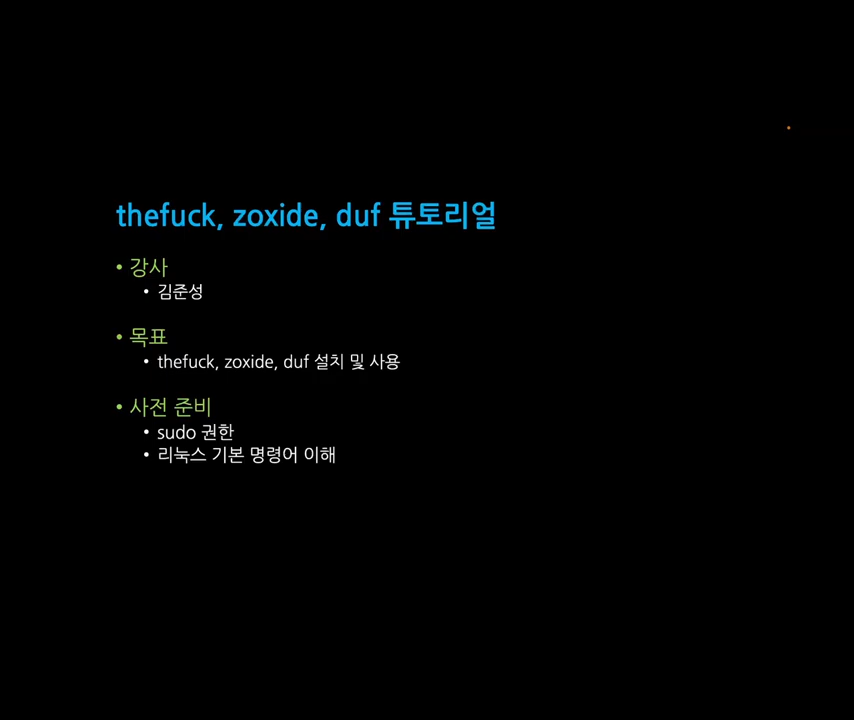 thefuck, zoxide, duf 튜토리얼
• 강사
• 김준성
• 목표
• thefuck, zoxide, duf 설치 및 사용
• 사전 준비
• sudo 권한
• 리눅스 기본 명령어 이해